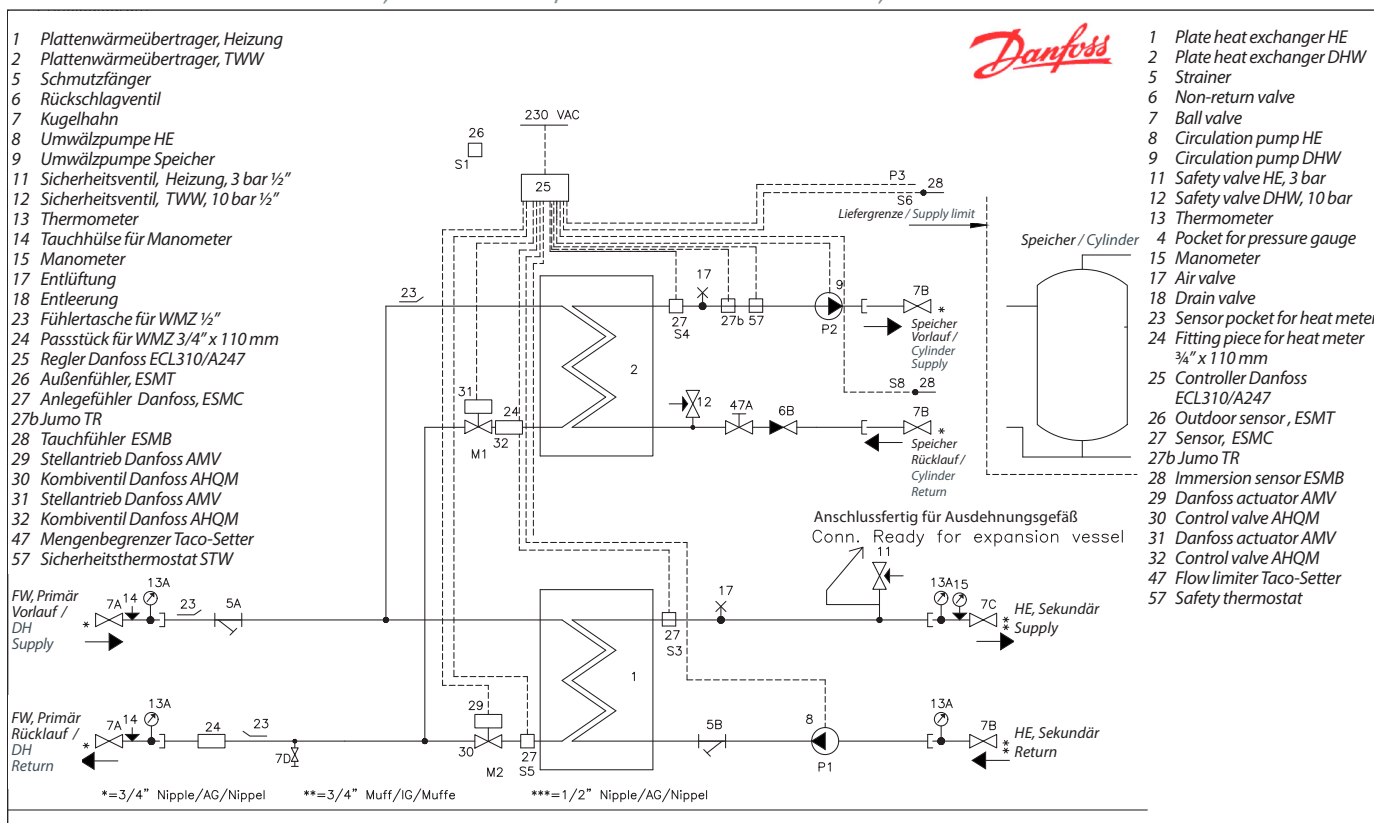 1 Plattenwärmeübertrager, Heizung
2 Plattenwärmeübertrager, TWW
5 Schmutzfänger
6 Rückschlagventil
7 Kugelhahn
8 Umwälzpumpe HE
9 Umwälzpumpe Speicher
11 Sicherheitsventil, Heizung, 3 bar ½"
12 Sicherheitsventil, TWW, 10 bar ½"
13 Thermometer
14 Tauchhülse für Manometer
15 Manometer
17 Entlüftung
18 Entleerung
23 Fühlertasche für WMZ ½"
24 Passstück für WMZ 3/4" x 110 mm
25 Regler Danfoss ECL310/A247
26 Außenfühler, ESMT
27 Anlegefühler Danfoss, ESMC
27b Jumo TR
28 Tauchfühler ESMB
29 Stellantrieb Danfoss AMV
30 Kombiventil Danfoss AHQM
31 Stellantrieb Danfoss AMV
32 Kombiventil Danfoss AHQM
47 Mengenbegrenzer Taco-Setter
57 Sicherheitsthermostat STW
Danfoss
1 Plate heat exchanger HE
2 Plate heat exchanger DHW
5 Strainer
6 Non-return valve
7 Ball valve
8 Circulation pump HE
9 Circulation pump DHW
11 Safety valve HE, 3 bar
12 Safety valve DHW, 10 bar
13 Thermometer
4 Pocket for pressure gauge
15 Manometer
17 Air valve
18 Drain valve
23 Sensor pocket for heat meter
24 Fitting piece for heat meter
¾" x 110 mm
25 Controller Danfoss
ECL310/A247
26 Outdoor sensor , ESMT
27 Sensor, ESMC
27b Jumo TR
28 Immersion sensor ESMB
29 Danfoss actuator AMV
30 Control valve AHQM
31 Danfoss actuator AMV
32 Control valve AHQM
47 Flow limiter Taco-Setter
57 Safety thermostat
230 VAC
26
S1
25
P3
28
S6
Liefergrenze / Supply limit
Speicher / Cylinder
23
17
9
7B
*
27
S4
27b
57
P2
Speicher
Vorlauf /
Cylinder
Supply
2
31
24
32
M1
12
47A
6B
S8
28
7B
*
Speicher
Rücklauf /
Cylinder
Return
Anschlussfertig für Ausdehnungsgefäß
Conn. Ready for expansion vessel
11
FW, Primär
Vorlauf /
DH
Supply
*
7A
14
13A
23
5A
27
S3
17
13A
15
7C
**
HE, Sekundär
Supply
1
FW, Primär
Rücklauf /
DH
Return
*
7A
14
13A
24
23
7D
29
30
M2
27
S5
5B
8
P1
13A
7B
**
HE, Sekundär
Return
*=3/4" Nipple/AG/Nippel
**=3/4" Muff/IG/Muffe
***=1/2" Nipple/AG/Nippel